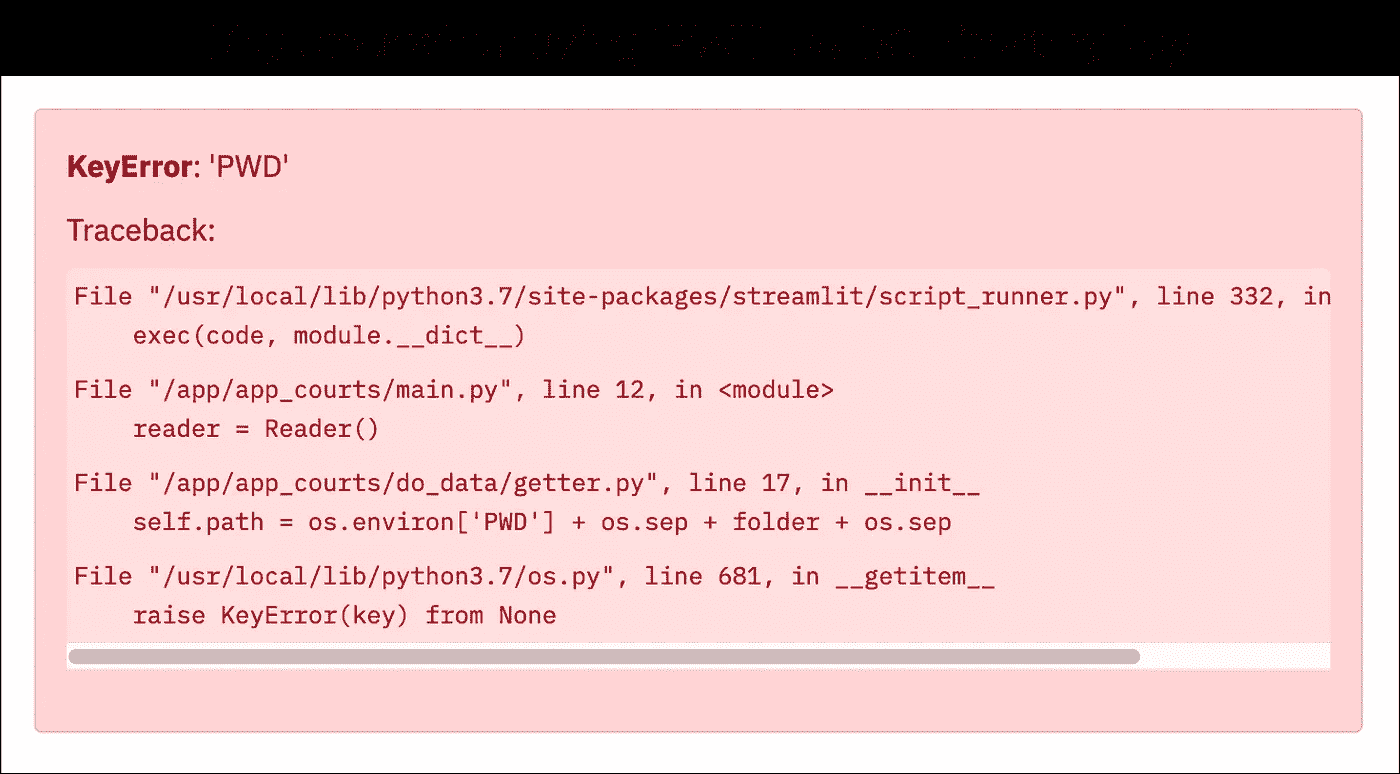 KeyError: 'PWD'
Traceback:
File "/usr/local/lib/python3.7/site-packages/streamlit/script_runner.py", line 332, in
exec(code, module.__dict__)
File "/app/app_courts/main.py", line 12, in <module>
reader = Reader()
File "/app/app_courts/do_data/getter.py", line 17, in __init__
self.path = os.environ['PWD'] + os.sep + folder + os.sep
File "/usr/local/lib/python3.7/os.py", line 681, in __getitem__
raise KeyError(key) from None